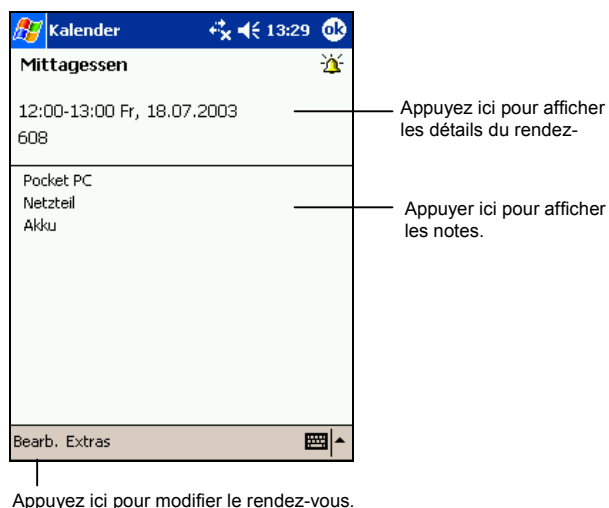 Kalender 13:29 ok
Mittagessen
12:00-13:00 Fr, 18.07.2003
608
Appuyez ici pour afficher
les détails du rendez-
Pocket PC
Netzteil
Akku
Appuyer ici pour afficher
les notes.
Bearb. Extras
Appuyez ici pour modifier le rendez-vous.